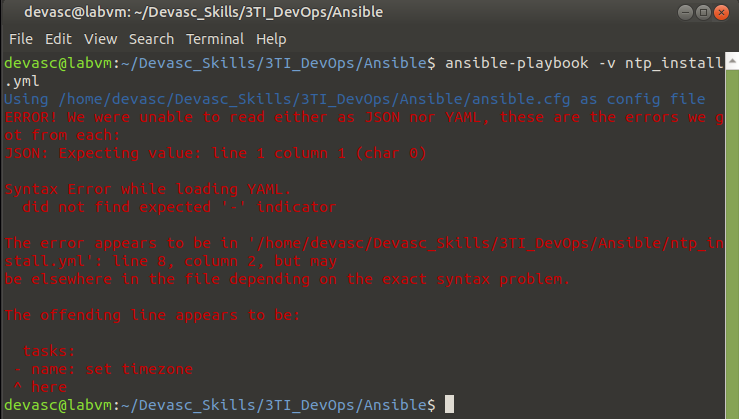 devasc@labvm: ~/Devasc_Skills/3TI_DevOps/Ansible
File Edit View Search Terminal Help
devasc@labvm:~/Devasc_Skills/3TI_DevOps/Ansible$ ansible-playbook -v ntp_install
.yml
Using /home/devasc/Devasc_Skills/3TI_DevOps/Ansible/ansible.cfg as config file
ERROR! We were unable to read either as JSON nor YAML, these are the errors we g
ot from each:
JSON: Expecting value: line 1 column 1 (char 0)

Syntax Error while loading YAML.
  did not find expected '-' indicator

The error appears to be in '/home/devasc/Devasc_Skills/3TI_DevOps/Ansible/ntp_in
stall.yml': line 8, column 2, but may
be elsewhere in the file depending on the exact syntax problem.

The offending line appears to be:

  tasks:
 - name: set timezone
 ^ here
devasc@labvm:~/Devasc_Skills/3TI_DevOps/Ansible$